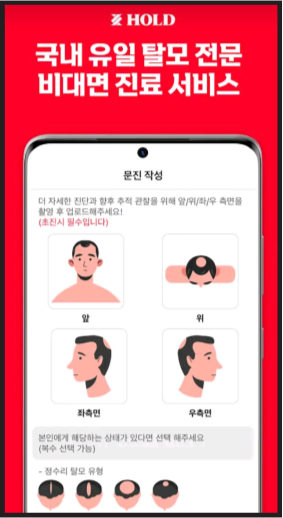 HOLD
국내 유일 탈모 전문
비대면 진료 서비스
문진 작성
더 자세한 진단과 향후 추적 관찰을 위해 앞/위/좌/우 측면을
촬영 후 업로드해주세요!
(초진시 필수입니다)
앞
위
좌측면
우측면
본인에게 해당하는 상태가 있다면 선택 해주세요
(복수 선택 가능)
- 정수리 탈모 유형